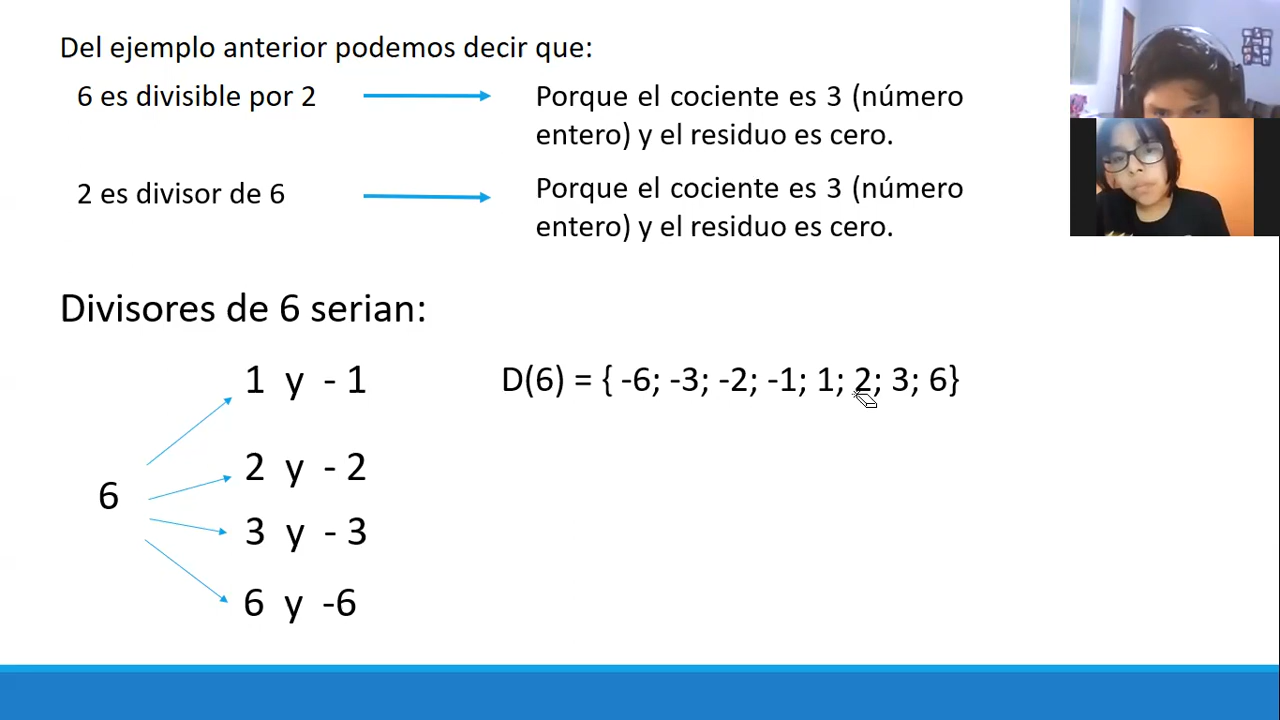 Del ejemplo anterior podemos decir que:
6 es divisible por 2
Porque el cociente es 3 (número
entero) y el residuo es cero.
2 es divisor de 6
Porque el cociente es 3 (número
entero) y el residuo es cero.
Divisores de 6 serian:
1 y - 1
D(6) = { -6; -3; -2; -1; 1; 2; 3; 6}
2 y - 2
6
3 y - 3
6 y -6